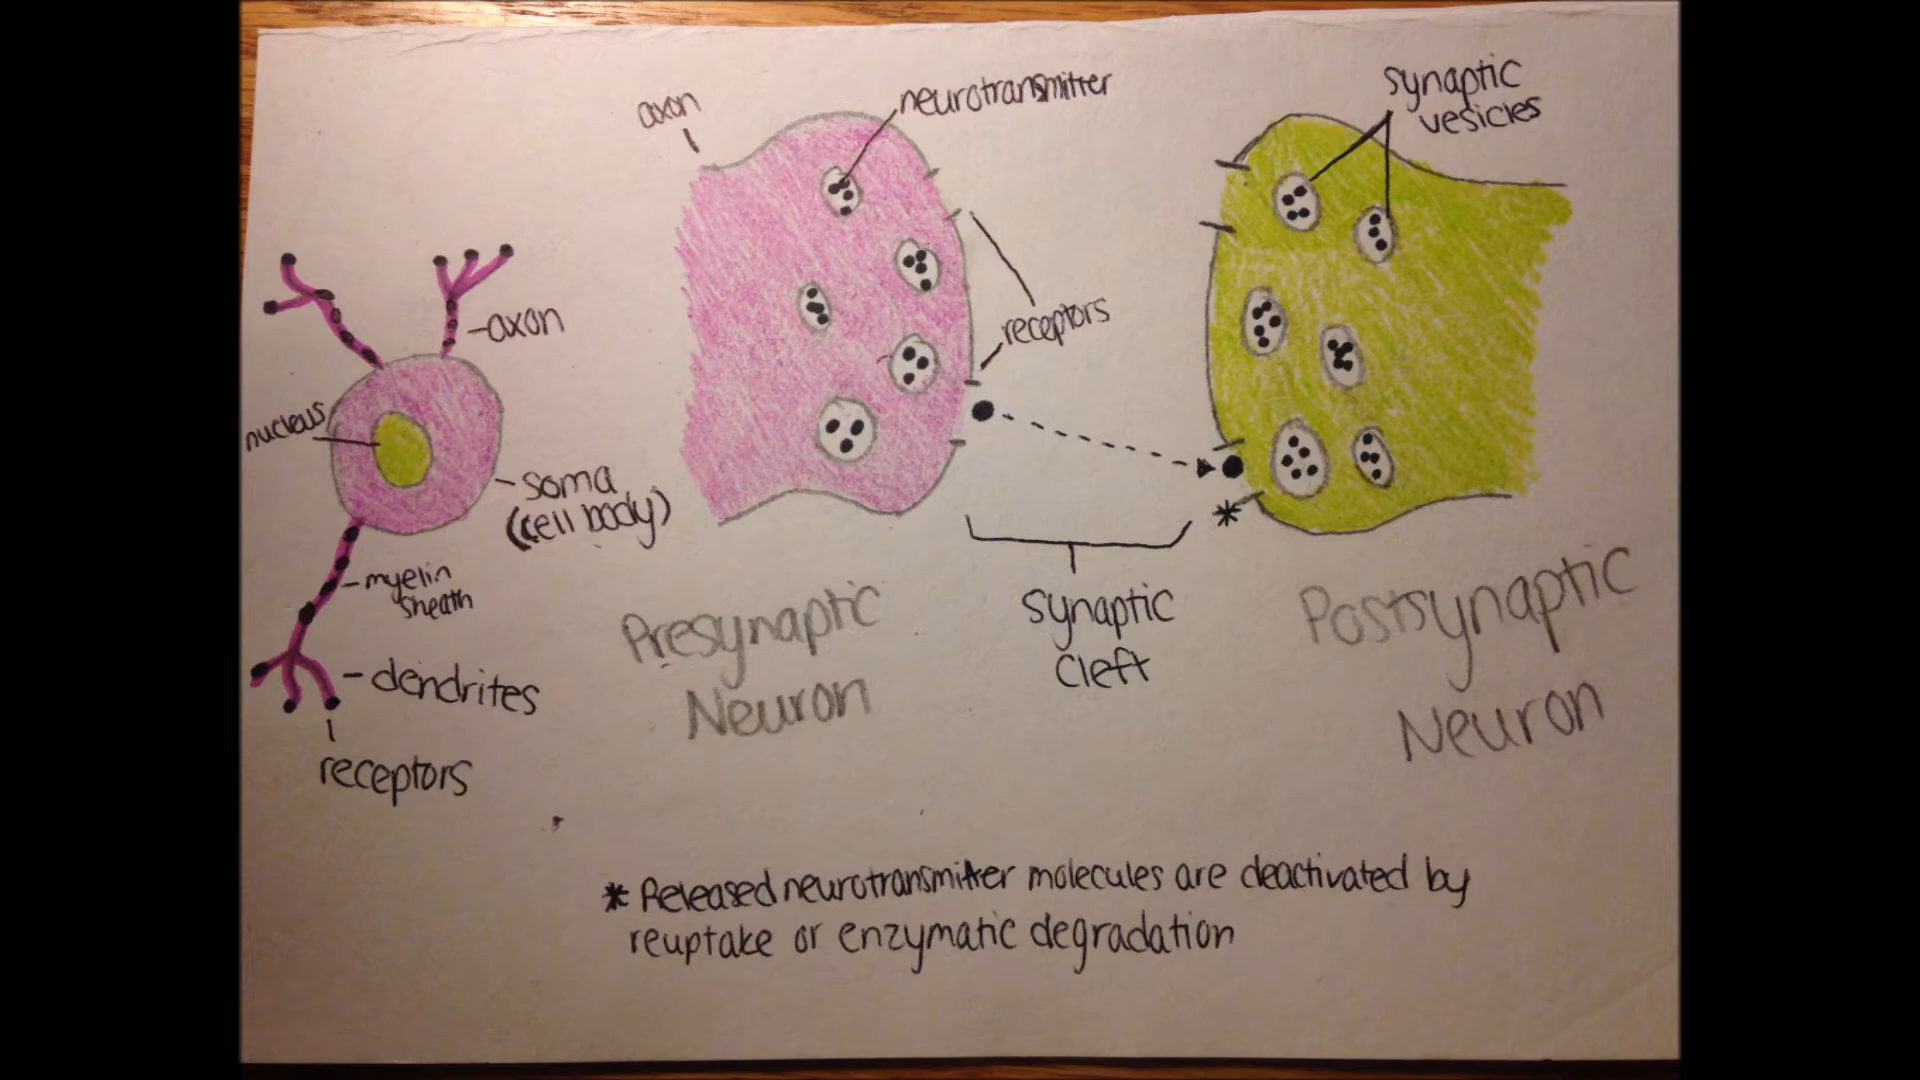 axon
neurotransmitter
synaptic
vesicles
receptors
axon
nucleus
soma
(cell body)
myelin
sheath
dendrites
receptors
Presynaptic
Neuron
synaptic
cleft
*
Postsynaptic
Neuron
* Released neurotransmitter molecules are deactivated by
reuptake or enzymatic degradation